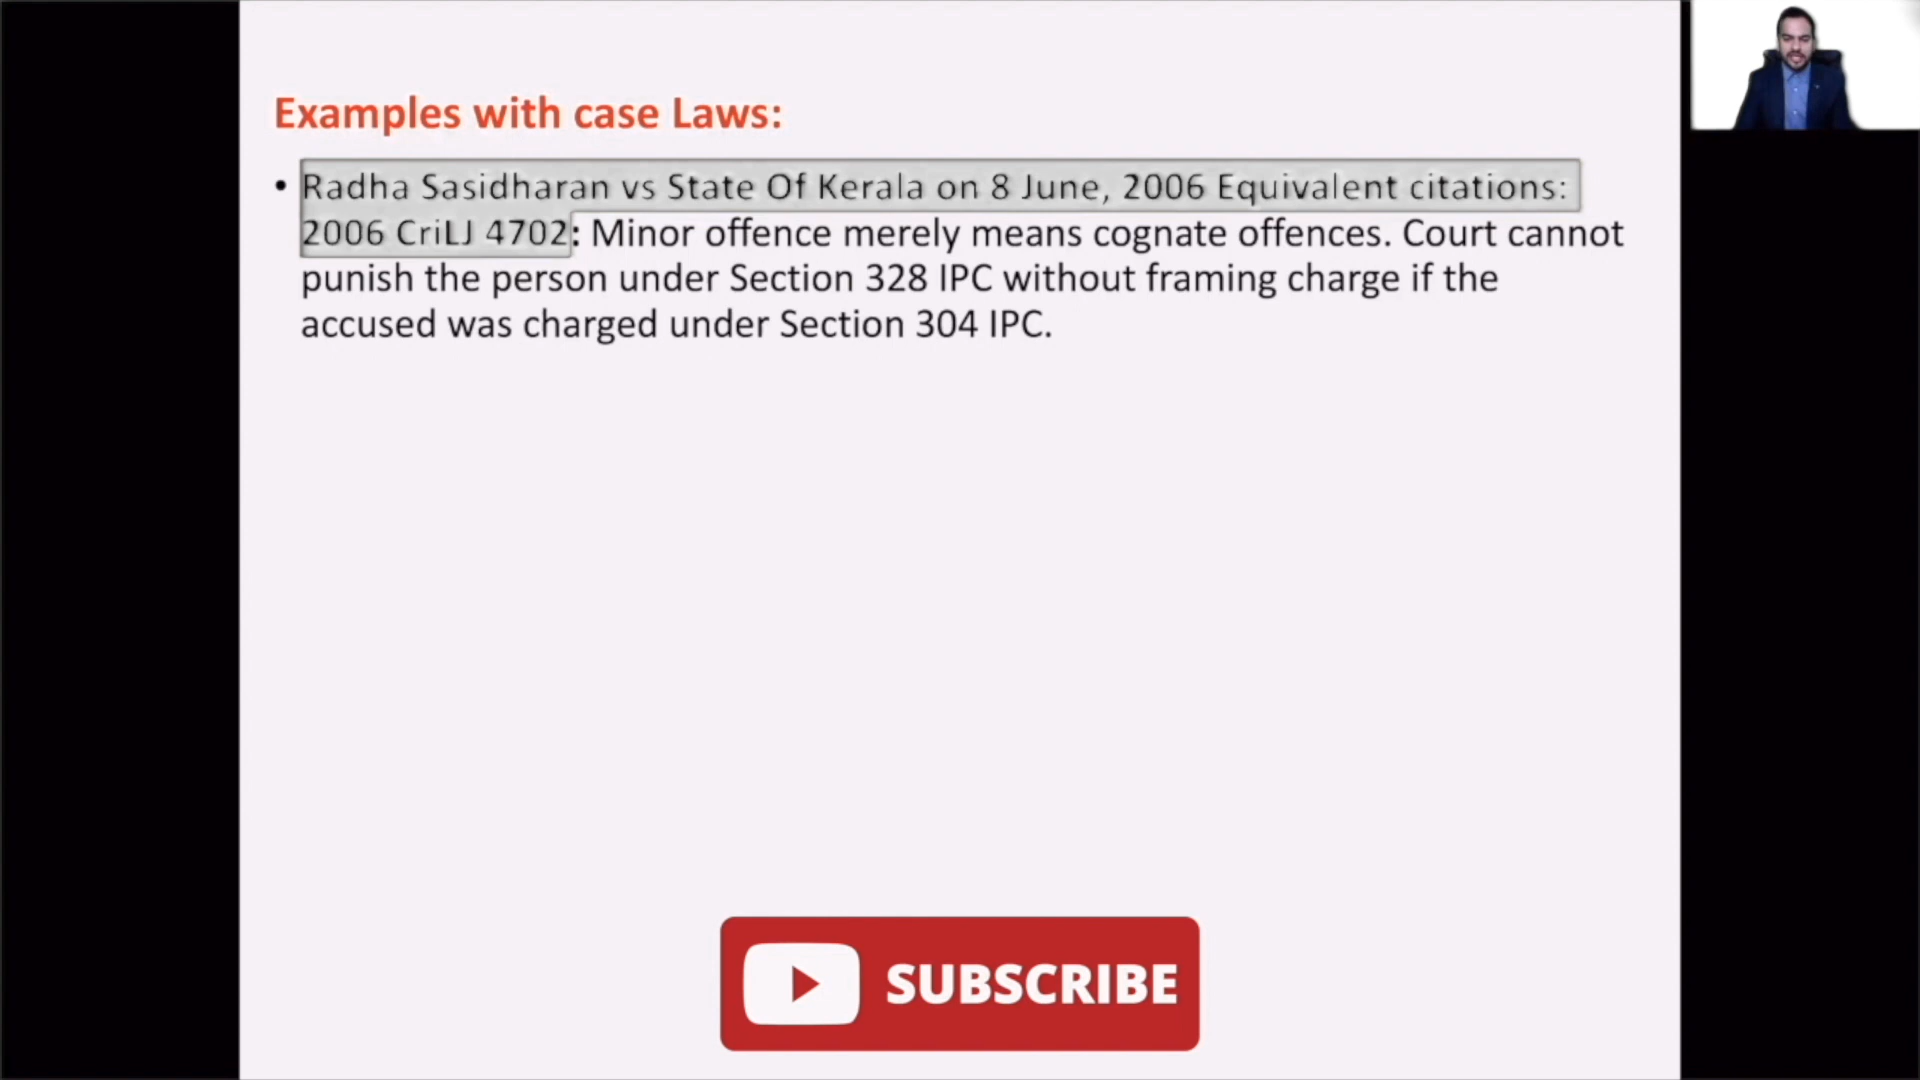 Examples with case Laws:
• Radha Sasidharan vs State Of Kerala on 8 June, 2006 Equivalent citations:
2006 CriLJ 4702: Minor offence merely means cognate offences. Court cannot
punish the person under Section 328 IPC without framing charge if the
accused was charged under Section 304 IPC.
SUBSCRIBE